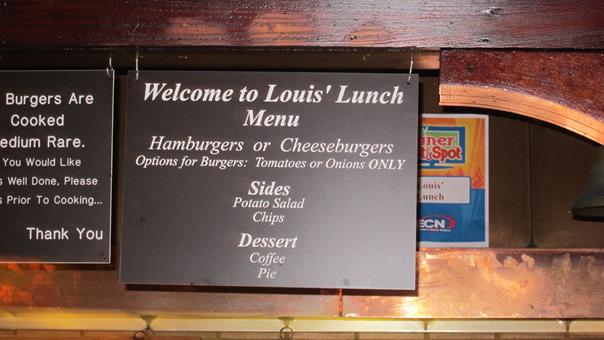 Burgers Are
Cooked
edium Rare.
You Would Like
s Well Done, Please
s Prior To Cooking...
Thank You
Welcome to Louis' Lunch
Menu
Hamburgers or Cheeseburgers
Options for Burgers: Tomatoes or Onions ONLY
Sides
Potato Salad
Chips
Dessert
Coffee
Pie
iner
Spot
Louis'
unch
ECN